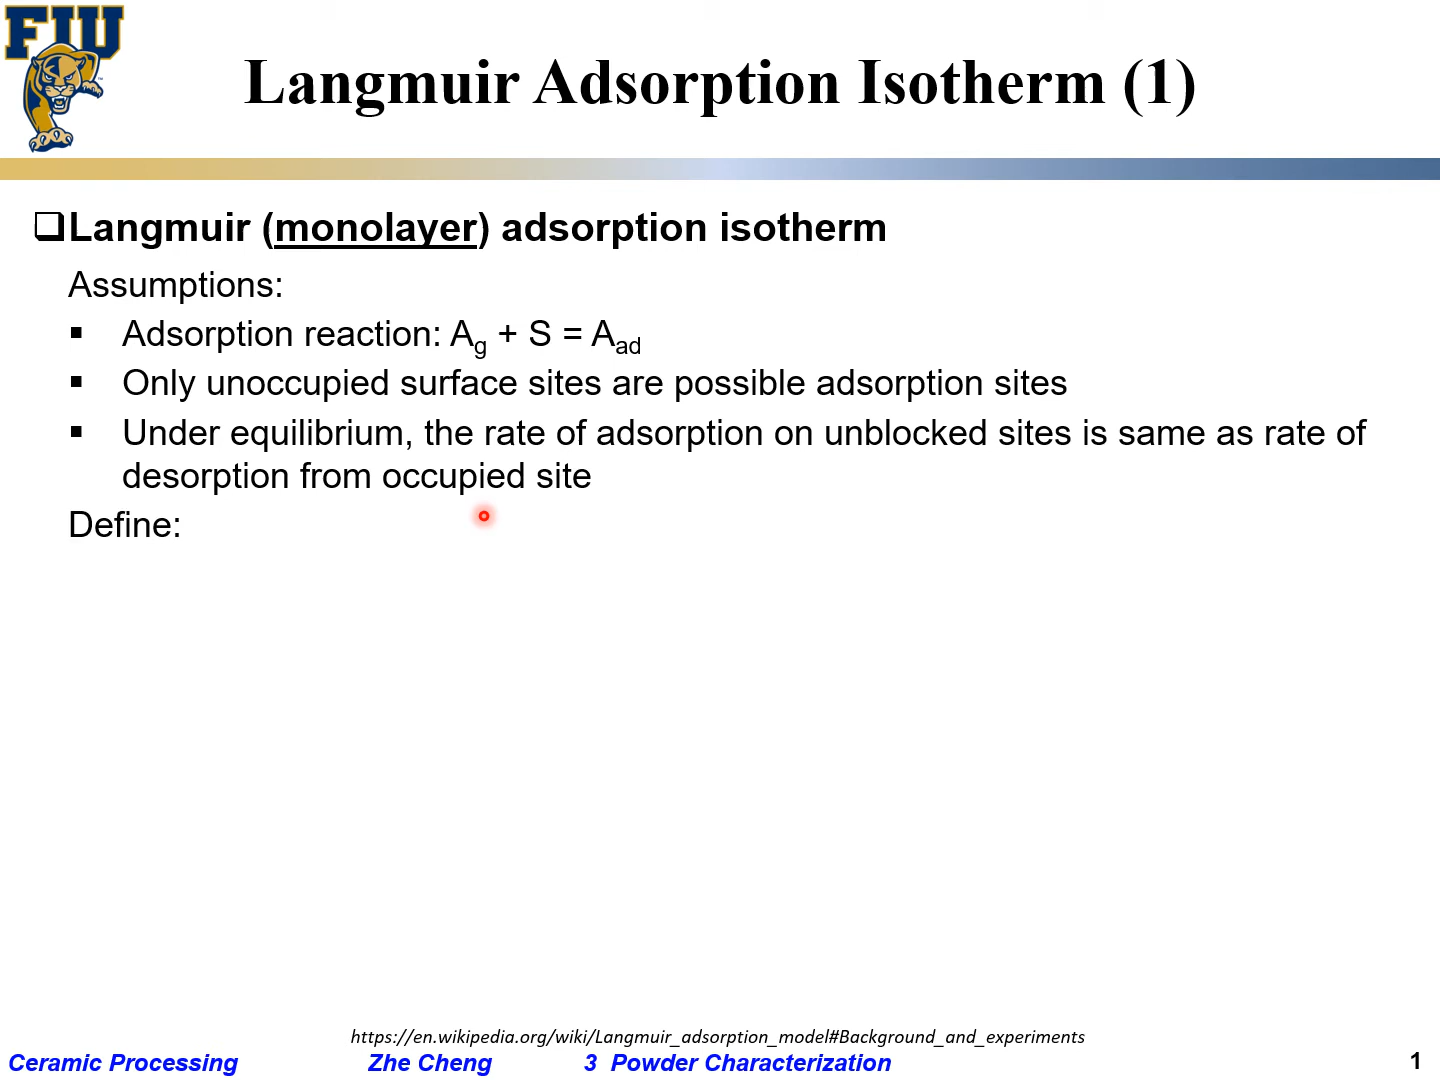 FIU
Langmuir Adsorption Isotherm (1)
❑Langmuir (monolayer) adsorption isotherm
Assumptions:
▪ Adsorption reaction: Ag + S = Aad
▪ Only unoccupied surface sites are possible adsorption sites
▪ Under equilibrium, the rate of adsorption on unblocked sites is same as rate of
desorption from occupied site
Define:
https://en.wikipedia.org/wiki/Langmuir_adsorption_model#Background_and_experiments
Ceramic Processing Zhe Cheng 3 Powder Characterization 1